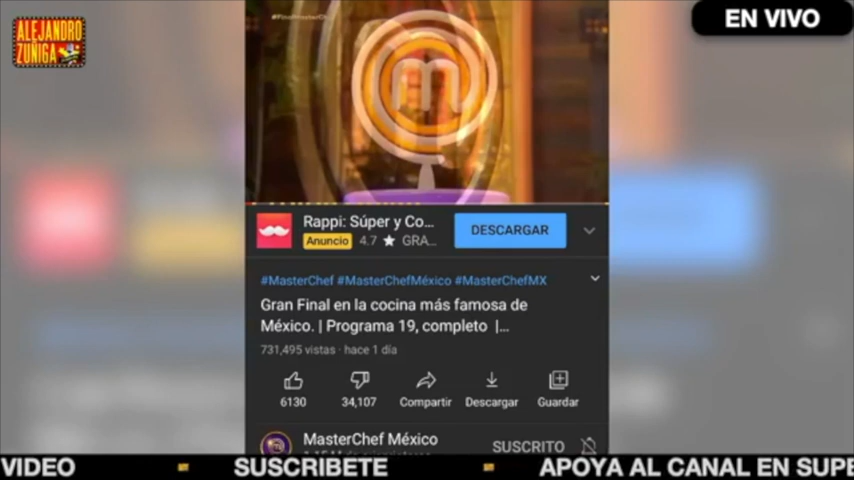 ALEJANDRO
ZUÑIGA
EN VIVO
m
Rappi: Súper y Co...
Anuncio 4.7 ★ GRA...
DESCARGAR
#MasterChef #MasterChefMéxico #MasterChefMX
Gran Final en la cocina más famosa de
México. | Programa 19, completo |...
731,495 vistas · hace 1 día
6130
34,107
Compartir
Descargar
Guardar
MasterChef México
SUSCRITO
VIDEO SUSCRIBETE APOYA AL CANAL EN SUPE